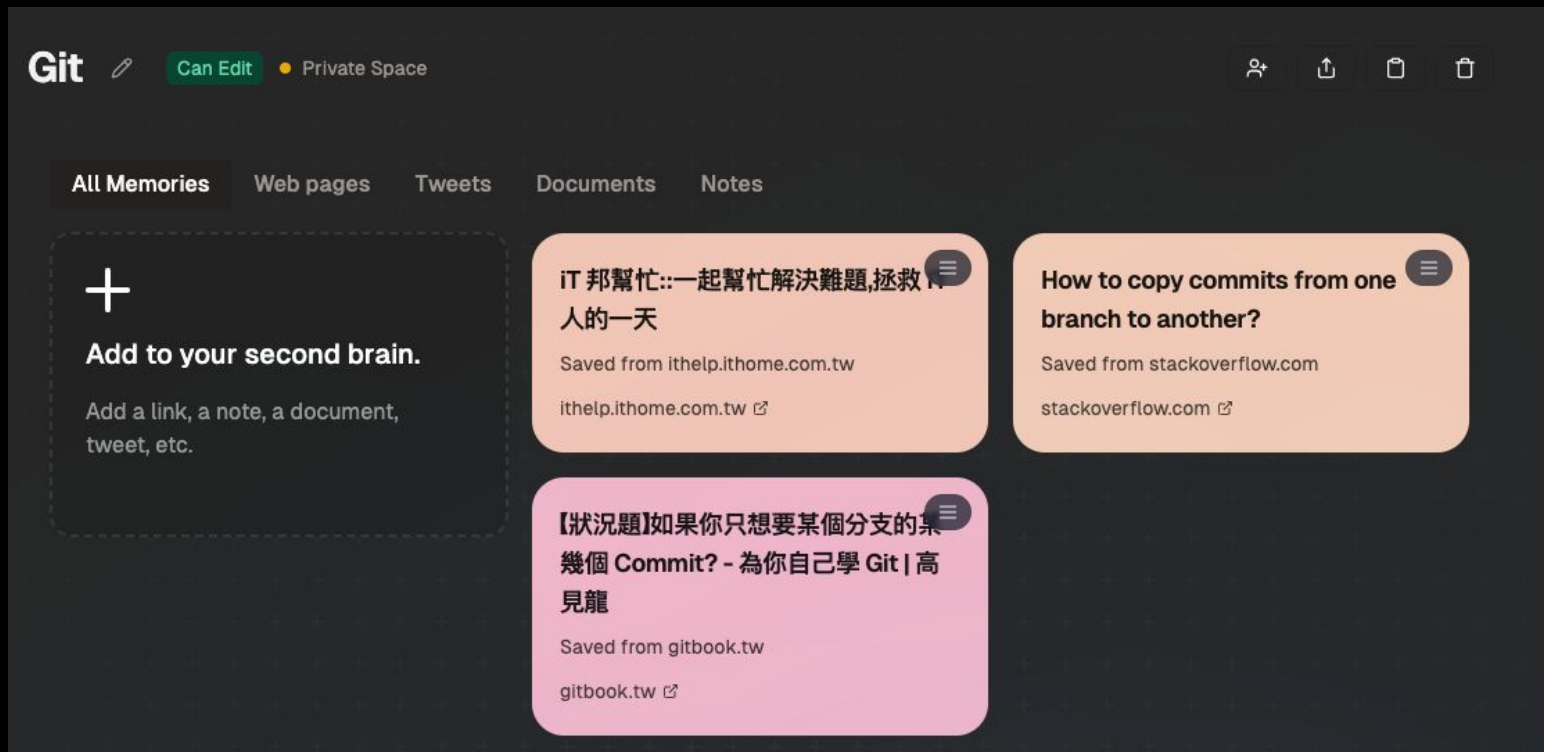 Git
Can Edit
Private Space
All Memories
Web pages
Tweets
Documents
Notes
Add to your second brain.
Add a link, a note, a document,
tweet, etc.
iT 邦幫忙::一起幫忙解決難題,拯救
人的一天
Saved from ithelp.ithome.com.tw
ithelp.ithome.com.tw
How to copy commits from one
branch to another?
Saved from stackoverflow.com
stackoverflow.com
【狀況題】如果你只想要某個分支的某
幾個 Commit? - 為你自己學 Git | 高
見龍
Saved from gitbook.tw
gitbook.tw